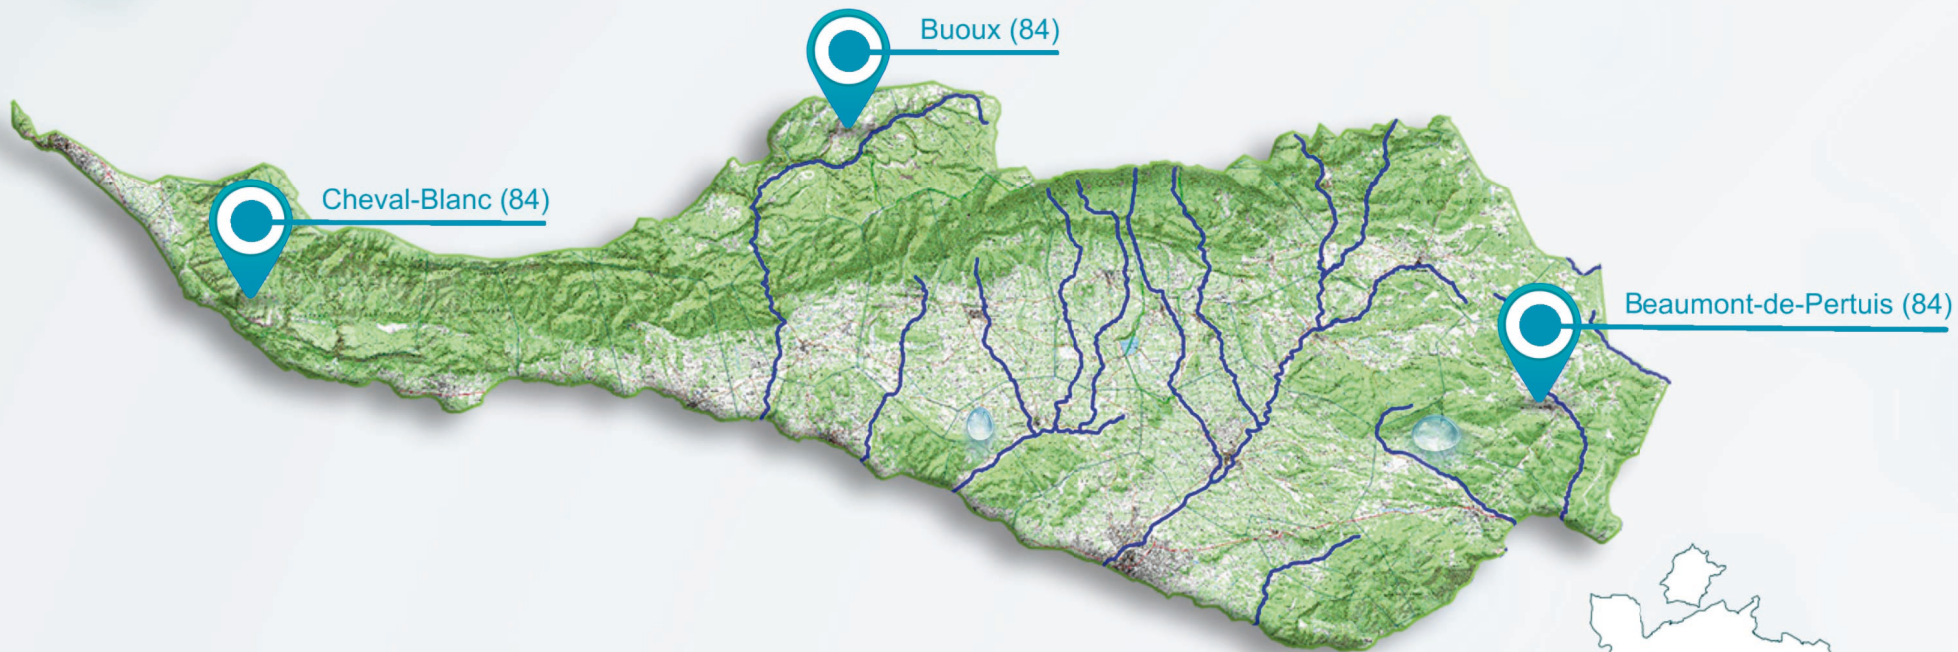 Buoux (84)
Cheval-Blanc (84)
Beaumont-de-Pertuis (84)